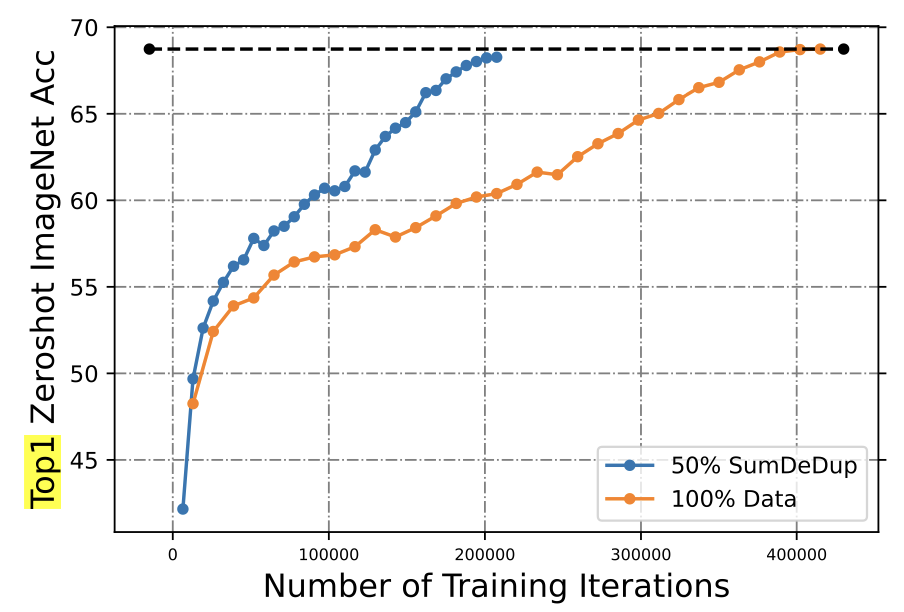 70
65
60
55
50
45
Top1 Zeroshot ImageNet Acc
50% SumDeDup
100% Data
0 100000 200000 300000 400000
Number of Training Iterations